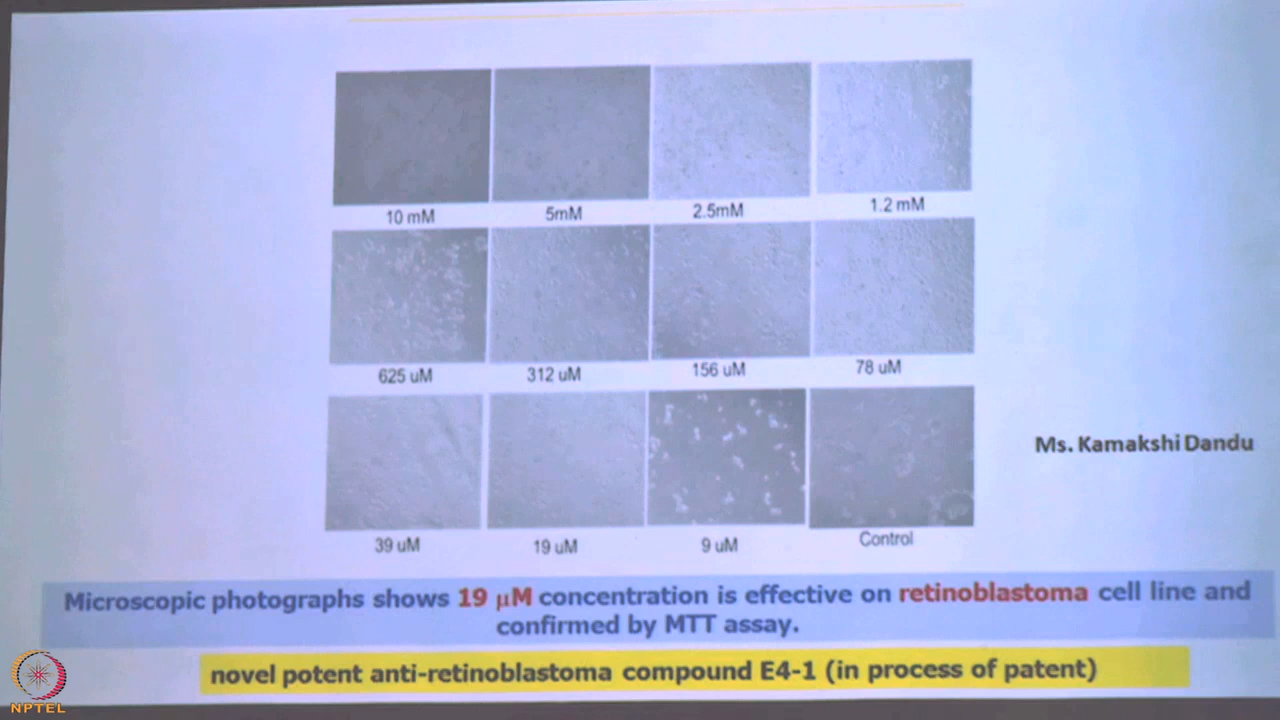 10 mM
5mM
2.5mM
1.2 mM
625 uM
312 uM
156 uM
78 uM
39 uM
19 uM
9 uM
Control
Ms. Kamakshi Dandu
Microscopic photographs shows 19 μM concentration is effective on retinoblastoma cell line and
confirmed by MTT assay.
novel potent anti-retinoblastoma compound E4-1 (in process of patent)
NPTEL